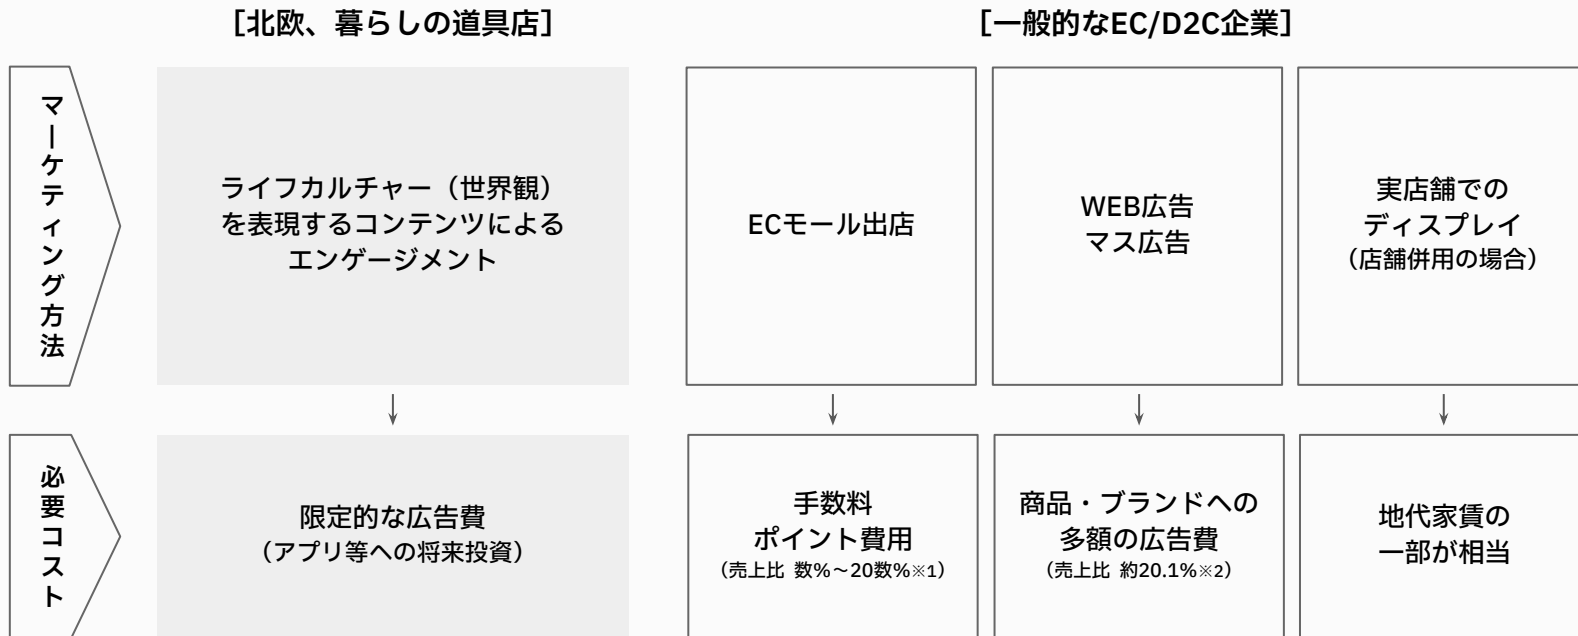 ［北欧、暮らしの道具店］
［一般的なEC/D2C企業］
マーケティング方法
ライフカルチャー（世界観）
を表現するコンテンツによる
エンゲージメント
ECモール出店
WEB広告
マス広告
実店舗での
ディスプレイ
（店舗併用の場合）
必要コスト
限定的な広告費
（アプリ等への将来投資）
手数料
ポイント費用
（売上比 数%～20数%※1）
商品・ブランドへの
多額の広告費
（売上比 約20.1%※2）
地代家賃の
一部が相当